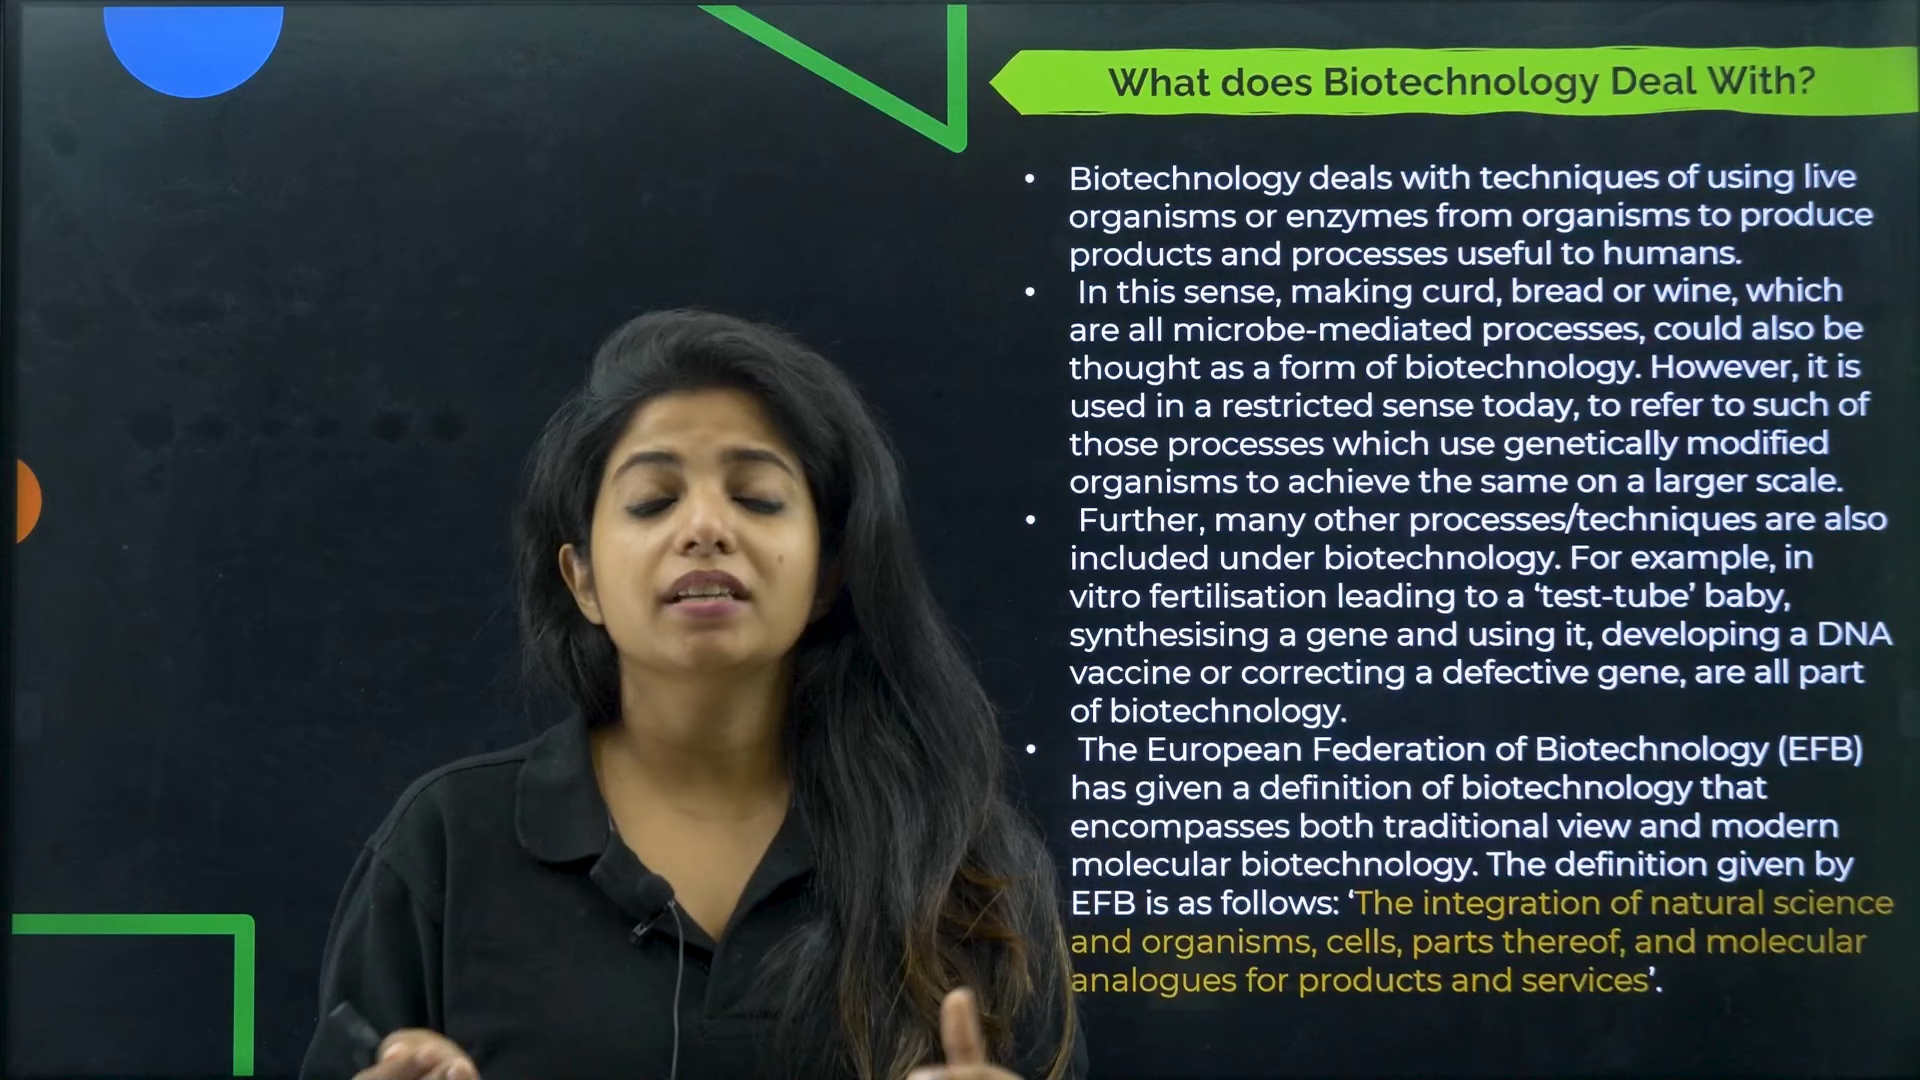 What does Biotechnology Deal With?
• Biotechnology deals with techniques of using live
organisms or enzymes from organisms to produce
products and processes useful to humans.
• In this sense, making curd, bread or wine, which
are all microbe-mediated processes, could also be
thought as a form of biotechnology. However, it is
used in a restricted sense today, to refer to such of
those processes which use genetically modified
organisms to achieve the same on a larger scale.
• Further, many other processes/techniques are also
included under biotechnology. For example, in
vitro fertilisation leading to a ‘test-tube’ baby,
synthesising a gene and using it, developing a DNA
vaccine or correcting a defective gene, are all part
of biotechnology.
• The European Federation of Biotechnology (EFB)
has given a definition of biotechnology that
encompasses both traditional view and modern
molecular biotechnology. The definition given by
EFB is as follows: ‘The integration of natural science
and organisms, cells, parts thereof, and molecular
analogues for products and services’.